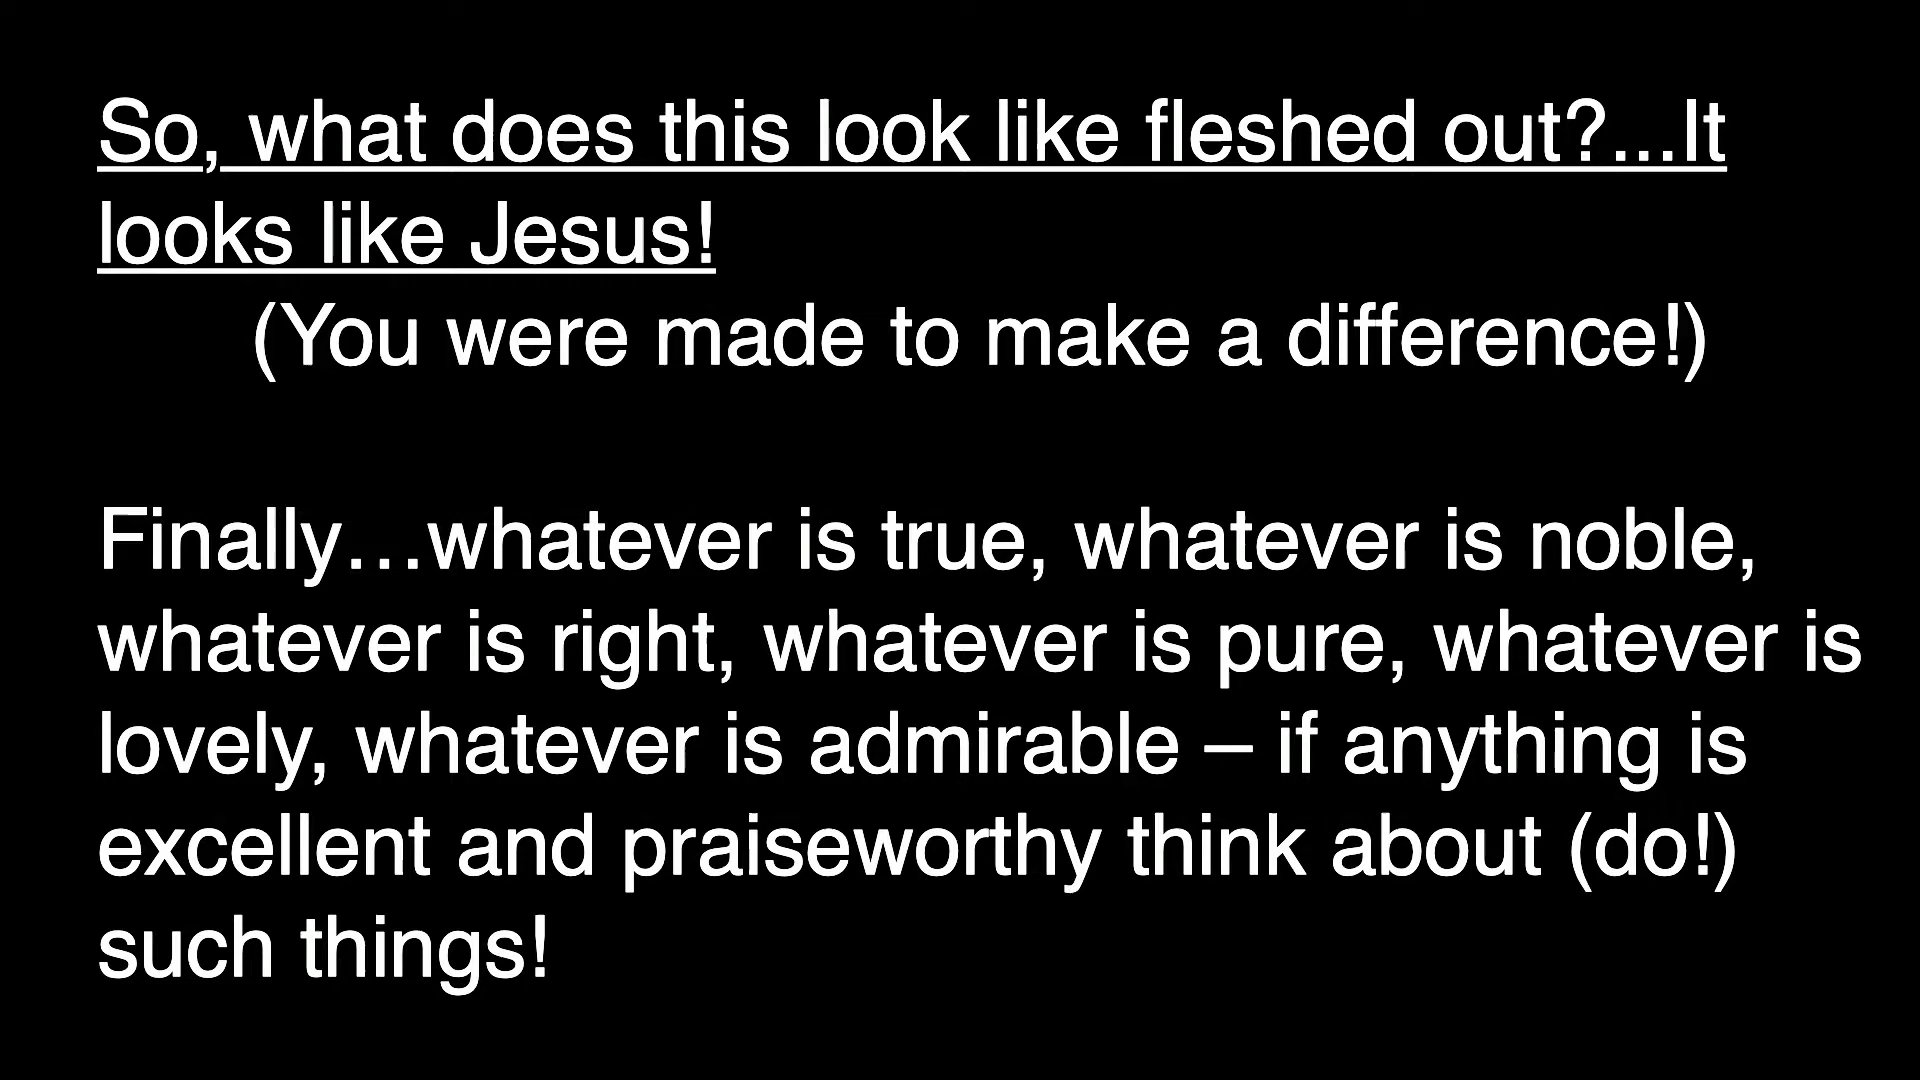 So, what does this look like fleshed out?...It
looks like Jesus!
(You were made to make a difference!)
Finally…whatever is true, whatever is noble,
whatever is right, whatever is pure, whatever is
lovely, whatever is admirable – if anything is
excellent and praiseworthy think about (do!)
such things!